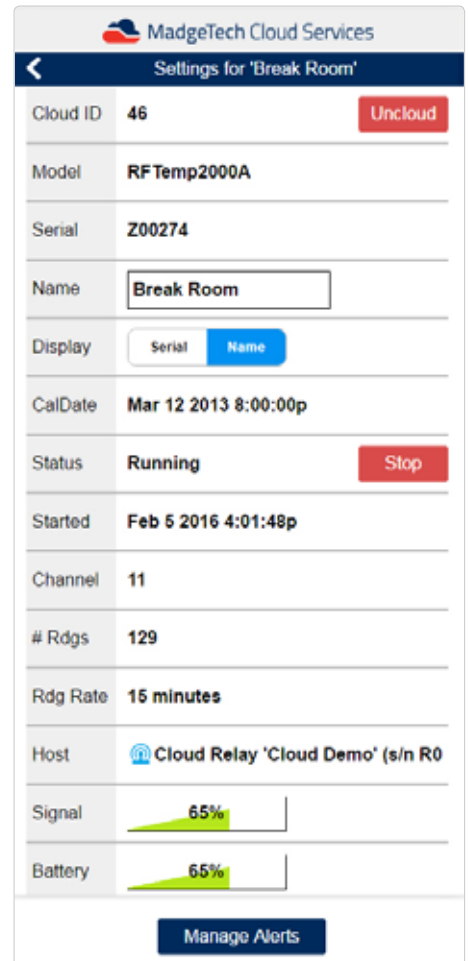 MadgeTech Cloud Services
Settings for 'Break Room'
Cloud ID 46 Uncloud
Model RFTemp2000A
Serial Z00274
Name Break Room
Display Serial Name
CalDate Mar 12 2013 8:00:00p
Status Running Stop
Started Feb 5 2016 4:01:48p
Channel 11
# Rdgs 129
Rdg Rate 15 minutes
Host Cloud Relay 'Cloud Demo' (s/n R0
Signal 65%
Battery 65%
Manage Alerts